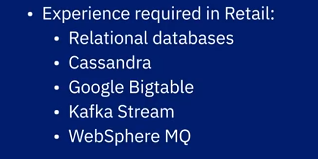 • Experience required in Retail:
• Relational databases
• Cassandra
• Google Bigtable
• Kafka Stream
• WebSphere MQ